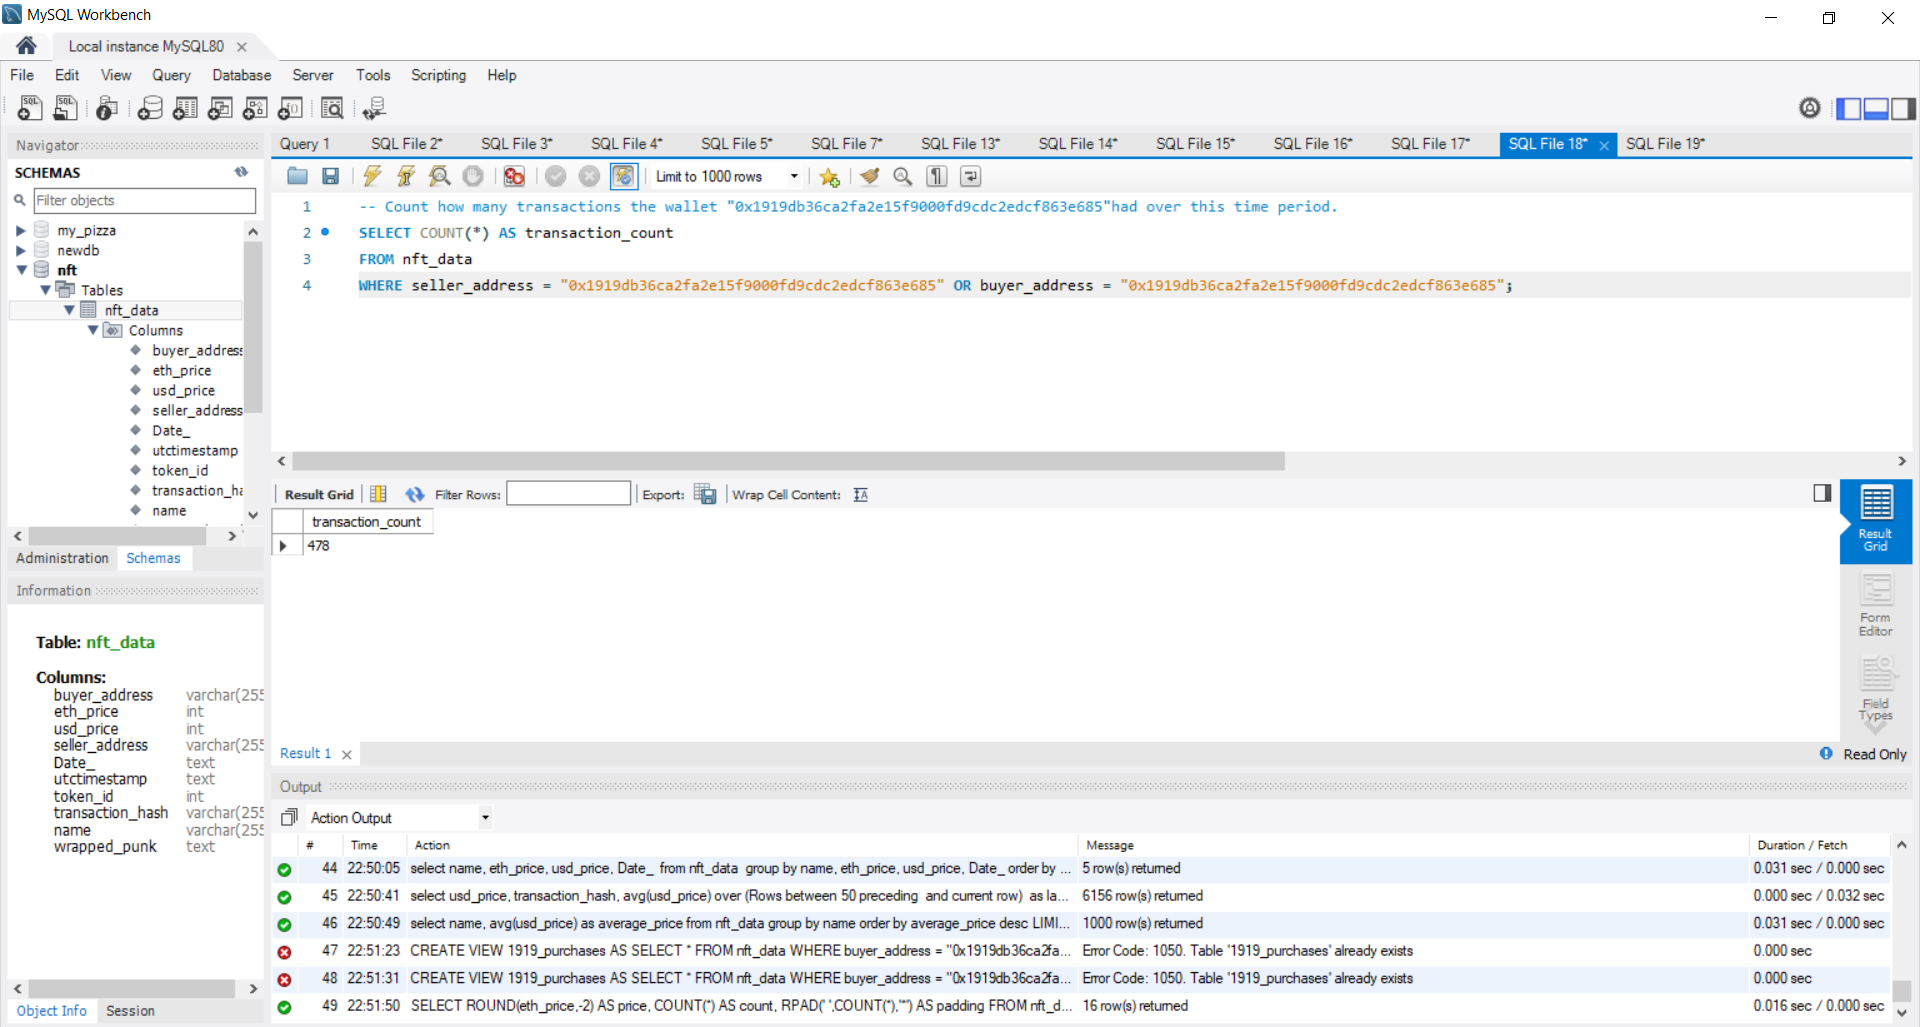 MySQL Workbench
Local instance MySQL80
File Edit View Query Database Server Tools Scripting Help
Navigator
SCHEMAS
Filter objects
my_pizza
newdb
nft
Tables
nft_data
Columns
buyer_address
eth_price
usd_price
seller_address
Date_
utctimestamp
token_id
transaction_ha
name
Administration Schemas
Information
Table: nft_data
Columns:
buyer_address varchar(255
eth_price int
usd_price int
seller_address varchar(255
Date_ text
utctimestamp text
token_id int
transaction_hash varchar(255
name varchar(255
wrapped_punk text
Object Info Session
Query 1 SQL File 2* SQL File 3* SQL File 4* SQL File 5* SQL File 7* SQL File 13* SQL File 14* SQL File 15* SQL File 16* SQL File 17* SQL File 18* SQL File 19*
Limit to 1000 rows
1 -- Count how many transactions the wallet "0x1919db36ca2fa2e15f9000fd9cdc2edcf863e685"had over this time period.
2 SELECT COUNT(*) AS transaction_count
3 FROM nft_data
4 WHERE seller_address = "0x1919db36ca2fa2e15f9000fd9cdc2edcf863e685" OR buyer_address = "0x1919db36ca2fa2e15f9000fd9cdc2edcf863e685";
Result Grid Filter Rows: Export: Wrap Cell Content:
transaction_count
478
Result Grid
Form Editor
Field Types
Result 1 Read Only
Output
Action Output
# Time Action Message Duration / Fetch
44 22:50:05 select name, eth_price, usd_price, Date_ from nft_data group by name, eth_price, usd_price, Date_ order by ... 5 row(s) returned 0.031 sec / 0.000 sec
45 22:50:41 select usd_price, transaction_hash, avg(usd_price) over (Rows between 50 preceding and current row) as la... 6156 row(s) returned 0.000 sec / 0.032 sec
46 22:50:49 select name, avg(usd_price) as average_price from nft_data group by name order by average_price desc LIMI... 1000 row(s) returned 0.031 sec / 0.000 sec
47 22:51:23 CREATE VIEW 1919_purchases AS SELECT * FROM nft_data WHERE buyer_address = "0x1919db36ca2fa... Error Code: 1050. Table '1919_purchases' already exists 0.000 sec
48 22:51:31 CREATE VIEW 1919_purchases AS SELECT * FROM nft_data WHERE buyer_address = "0x1919db36ca2fa... Error Code: 1050. Table '1919_purchases' already exists 0.000 sec
49 22:51:50 SELECT ROUND(eth_price,-2) AS price, COUNT(*) AS count, RPAD('',COUNT(*),'*') AS padding FROM nft_d... 16 row(s) returned 0.016 sec / 0.000 sec